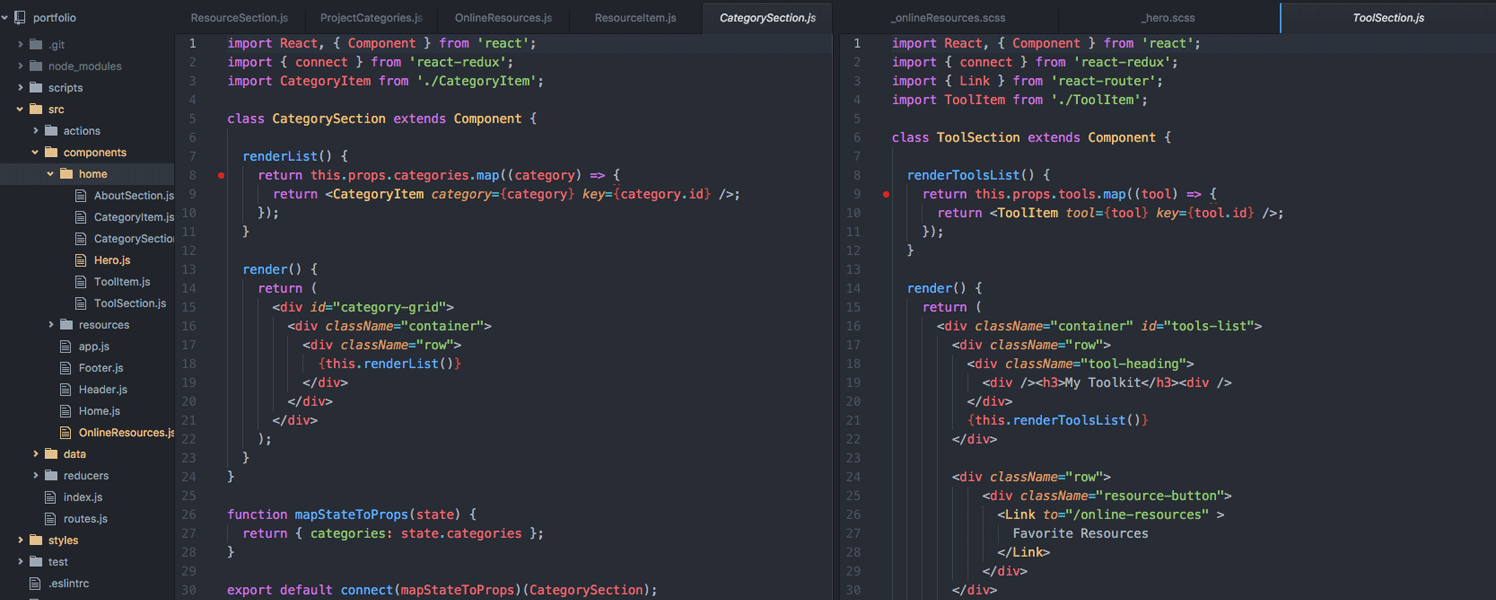 portfolio
.git
node_modules
scripts
src
actions
components
home
AboutSection.js
CategoryItem.js
CategorySectio
Hero.js
ToolItem.js
ToolSection.js
resources
app.js
Footer.js
Header.js
Home.js
OnlineResources.js
data
reducers
index.js
routes.js
styles
test
.eslintrc
ResourceSection.js
ProjectCategories.js
OnlineResources.js
ResourceItem.js
CategorySection.js
1 import React, { Component } from 'react';
2 import { connect } from 'react-redux';
3 import CategoryItem from './CategoryItem';
4
5 class CategorySection extends Component {
6
7   renderList() {
8     return this.props.categories.map((category) => {
9       return <CategoryItem category={category} key={category.id} />;
10     });
11   }
12
13   render() {
14     return (
15       <div id="category-grid">
16         <div className="container">
17           <div className="row">
18             {this.renderList()}
19           </div>
20         </div>
21       </div>
22     );
23   }
24 }
25
26 function mapStateToProps(state) {
27   return { categories: state.categories };
28 }
29
30 export default connect(mapStateToProps)(CategorySection);
_onlineResources.scss
_hero.scss
ToolSection.js
1 import React, { Component } from 'react';
2 import { connect } from 'react-redux';
3 import { Link } from 'react-router';
4 import ToolItem from './ToolItem';
5
6 class ToolSection extends Component {
7
8   renderToolsList() {
9     return this.props.tools.map((tool) => {
10       return <ToolItem tool={tool} key={tool.id} />;
11     });
12   }
13
14   render() {
15     return (
16       <div className="container" id="tools-list">
17         <div className="row">
18           <div className="tool-heading">
19             <div /><h3>My Toolkit</h3><div />
20           </div>
21           {this.renderToolsList()}
22         </div>
23
24         <div className="row">
25             <div className="resource-button">
26               <Link to="/online-resources" >
27                 Favorite Resources
28               </Link>
29             </div>
30         </div>